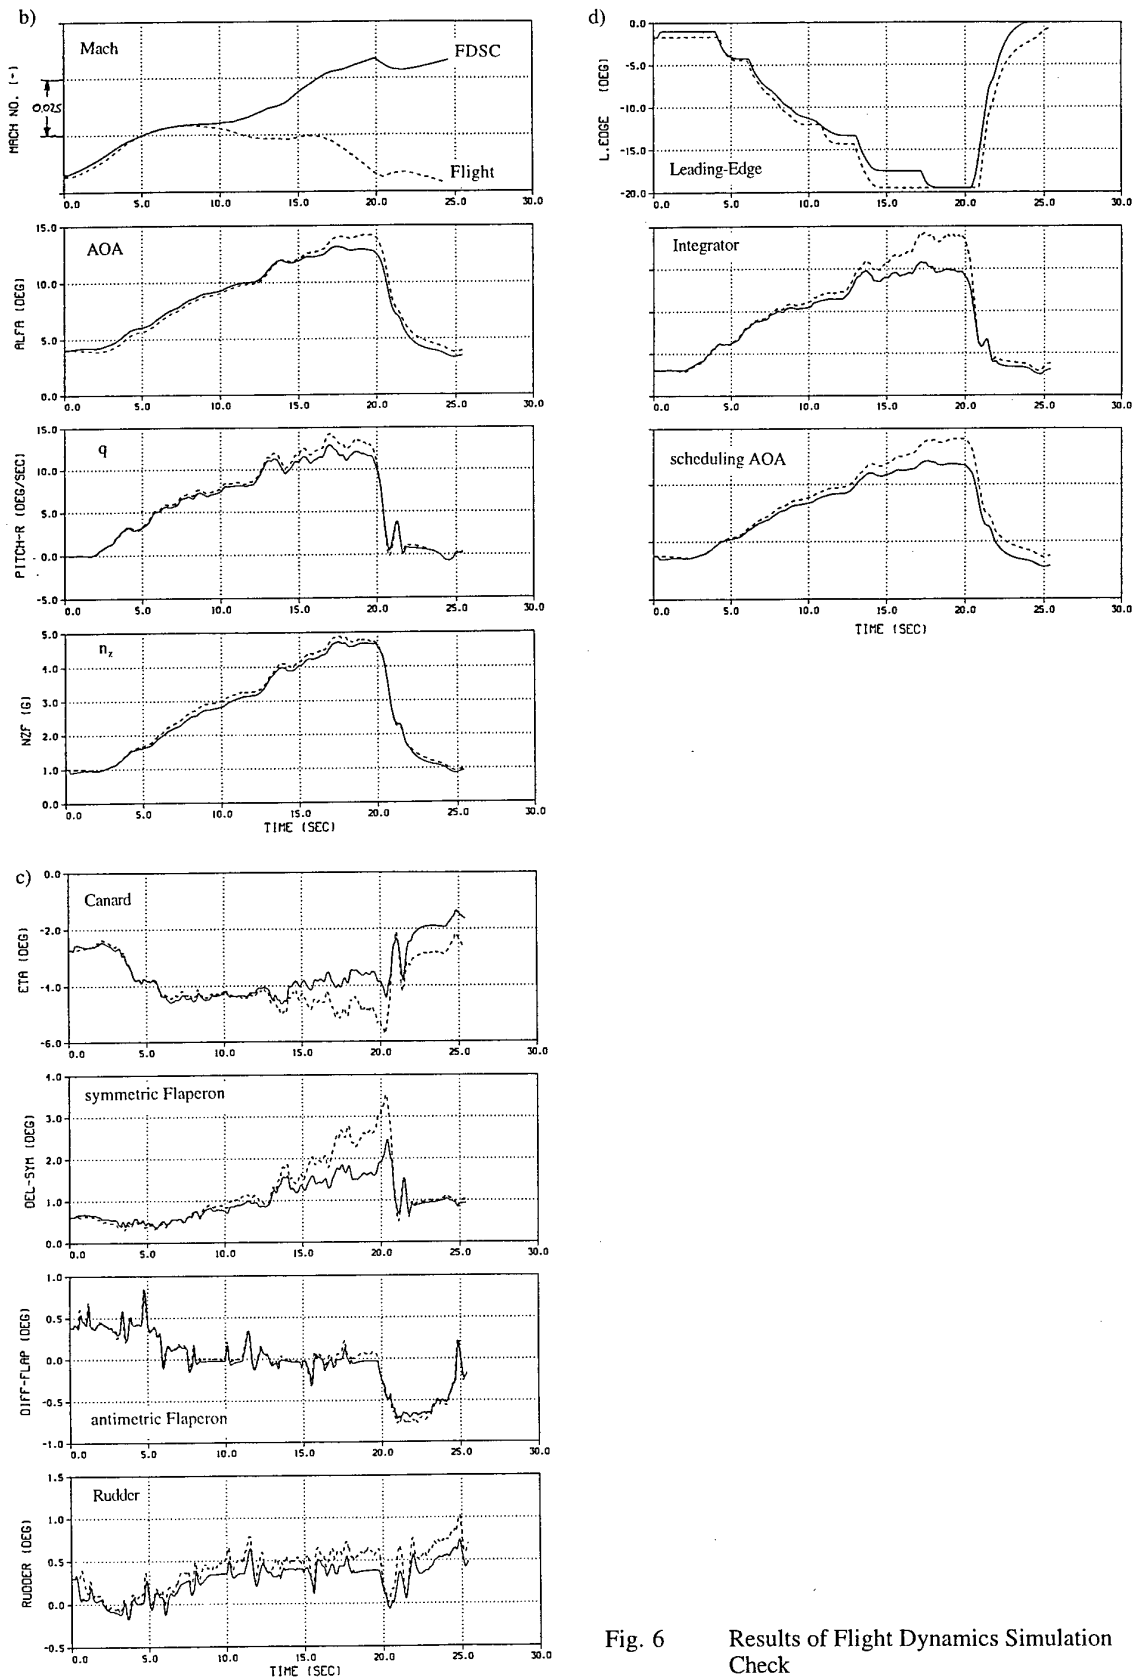 b)
Mach
FDSC
Flight
0.025
MACH NO. (-)
0.0 5.0 10.0 15.0 20.0 25.0 30.0
AOA
ALFA (DEG)
15.0
10.0
5.0
0.0
0.0 5.0 10.0 15.0 20.0 25.0 30.0
q
PITCH-R (DEG/SEC)
15.0
10.0
5.0
0.0
-5.0
0.0 5.0 10.0 15.0 20.0 25.0 30.0
nz
NZF (G)
5.0
4.0
3.0
2.0
1.0
0.0
0.0 5.0 10.0 15.0 20.0 25.0 30.0
TIME (SEC)
c)
Canard
ETA (DEG)
0.0
-2.0
-4.0
-6.0
0.0 5.0 10.0 15.0 20.0 25.0 30.0
symmetric Flaperon
DEL-SYM (DEG)
4.0
3.0
2.0
1.0
0.0
0.0 5.0 10.0 15.0 20.0 25.0 30.0
DIFF-FLAP (DEG)
1.0
0.5
0.0
-0.5
-1.0
antimetric Flaperon
0.0 5.0 10.0 15.0 20.0 25.0 30.0
Rudder
RUDDER (DEG)
1.5
1.0
0.5
0.0
-0.5
0.0 5.0 10.0 15.0 20.0 25.0 30.0
TIME (SEC)
d)
L.EDGE (DEG)
0.0
-5.0
-10.0
-15.0
-20.0
Leading-Edge
0.0 5.0 10.0 15.0 20.0 25.0 30.0
Integrator
0.0 5.0 10.0 15.0 20.0 25.0 30.0
scheduling AOA
0.0 5.0 10.0 15.0 20.0 25.0 30.0
TIME (SEC)
Fig. 6 Results of Flight Dynamics Simulation
Check